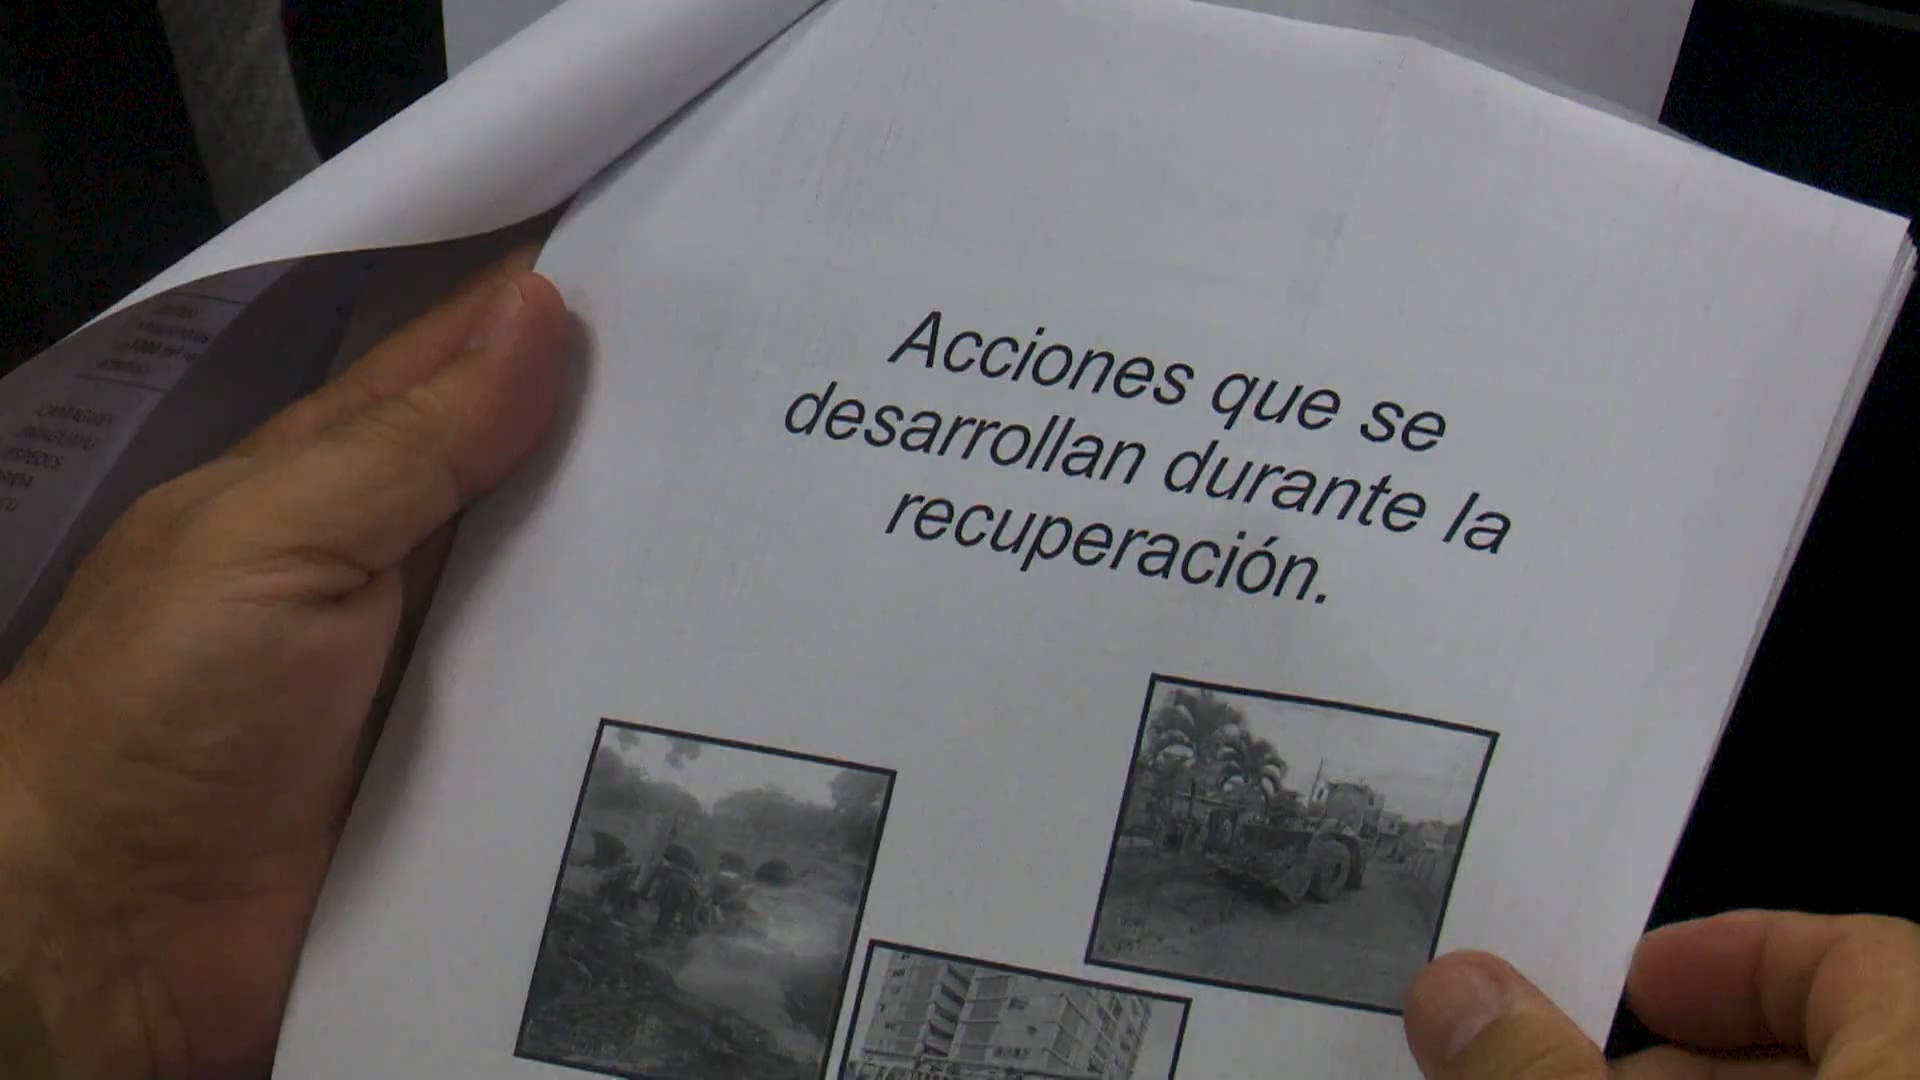 Acciones que se
desarrollan durante la
recuperación.